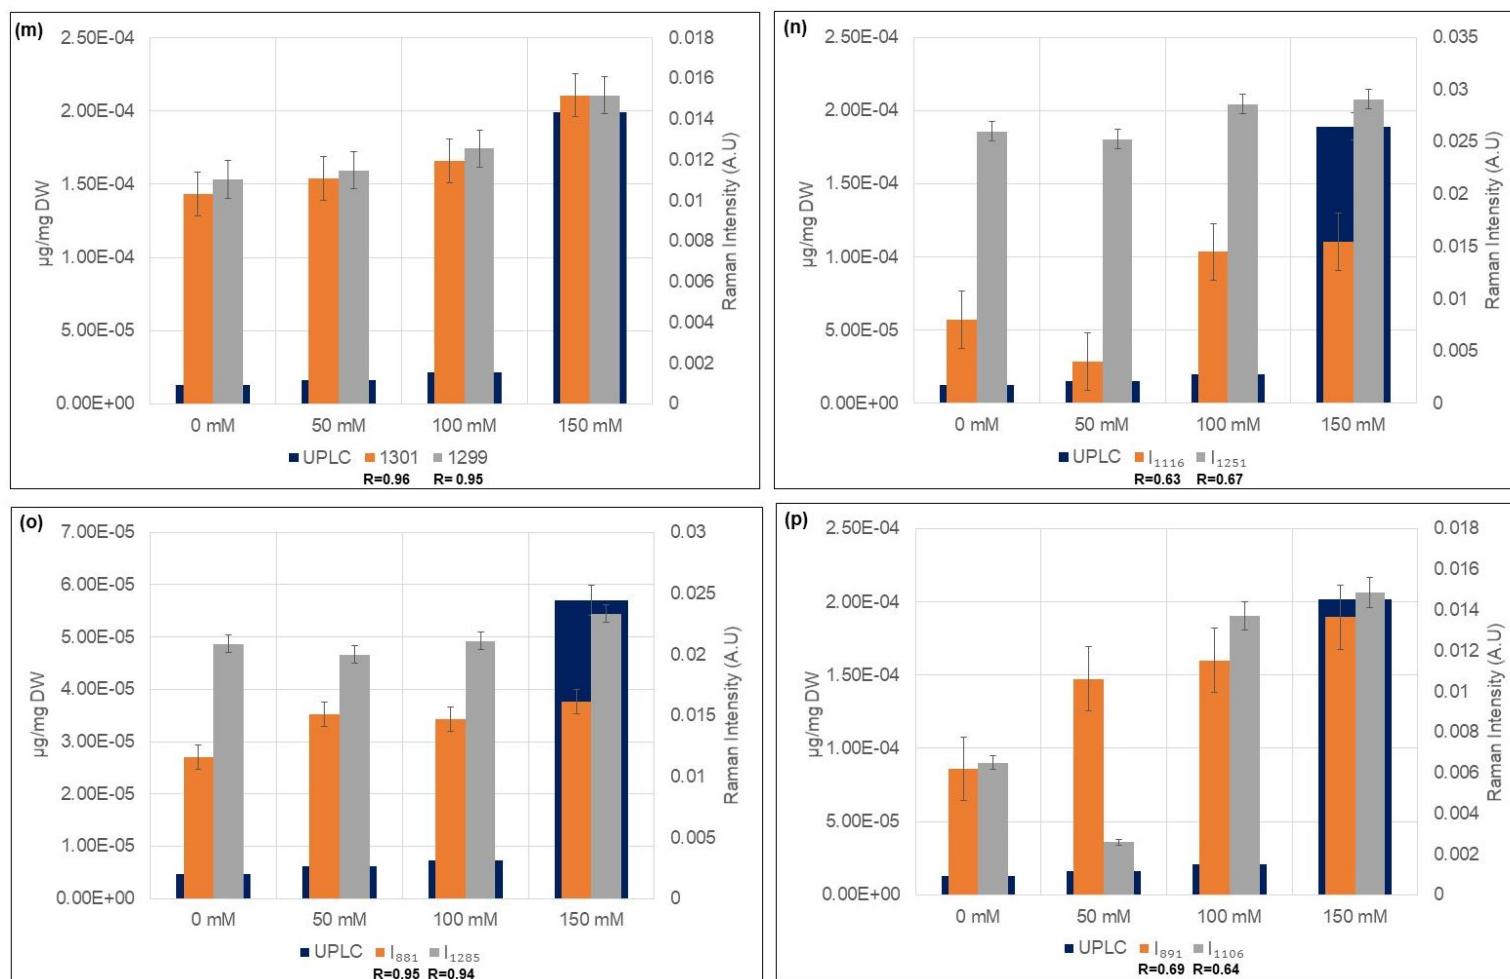 (m)
2.50E-04
2.00E-04
1.50E-04
1.00E-04
5.00E-05
0.00E+00
µg/mg DW
0.018
0.016
0.014
0.012
0.01
0.008
0.006
0.004
0.002
0
Raman Intensity (A.U)
0 mM 50 mM 100 mM 150 mM
UPLC 1301 1299
R=0.96 R= 0.95
(n)
2.50E-04
2.00E-04
1.50E-04
1.00E-04
5.00E-05
0.00E+00
µg/mg DW
0.035
0.03
0.025
0.02
0.015
0.01
0.005
0
Raman Intensity (A.U)
0 mM 50 mM 100 mM 150 mM
UPLC I1116 I1251
R=0.63 R=0.67
(o)
7.00E-05
6.00E-05
5.00E-05
4.00E-05
3.00E-05
2.00E-05
1.00E-05
0.00E+00
µg/mg DW
0.03
0.025
0.02
0.015
0.01
0.005
0
Raman Intensity (A.U)
0 mM 50 mM 100 mM 150 mM
UPLC I881 I1285
R=0.95 R=0.94
(p)
2.50E-04
2.00E-04
1.50E-04
1.00E-04
5.00E-05
0.00E+00
µg/mg DW
0.018
0.016
0.014
0.012
0.01
0.008
0.006
0.004
0.002
0
Raman Intensity (A.U)
0 mM 50 mM 100 mM 150 mM
UPLC I891 I1106
R=0.69 R=0.64